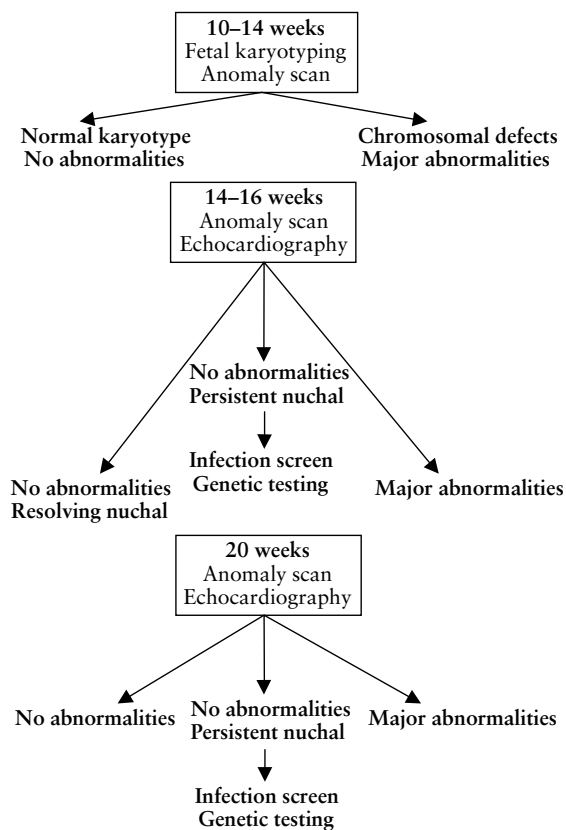 10–14 weeks
Fetal karyotyping
Anomaly scan
Normal karyotype
No abnormalities
Chromosomal defects
Major abnormalities
14–16 weeks
Anomaly scan
Echocardiography
No abnormalities
Persistent nuchal
Infection screen
Genetic testing
No abnormalities
Resolving nuchal
Major abnormalities
20 weeks
Anomaly scan
Echocardiography
No abnormalities
No abnormalities
Persistent nuchal
Major abnormalities
Infection screen
Genetic testing